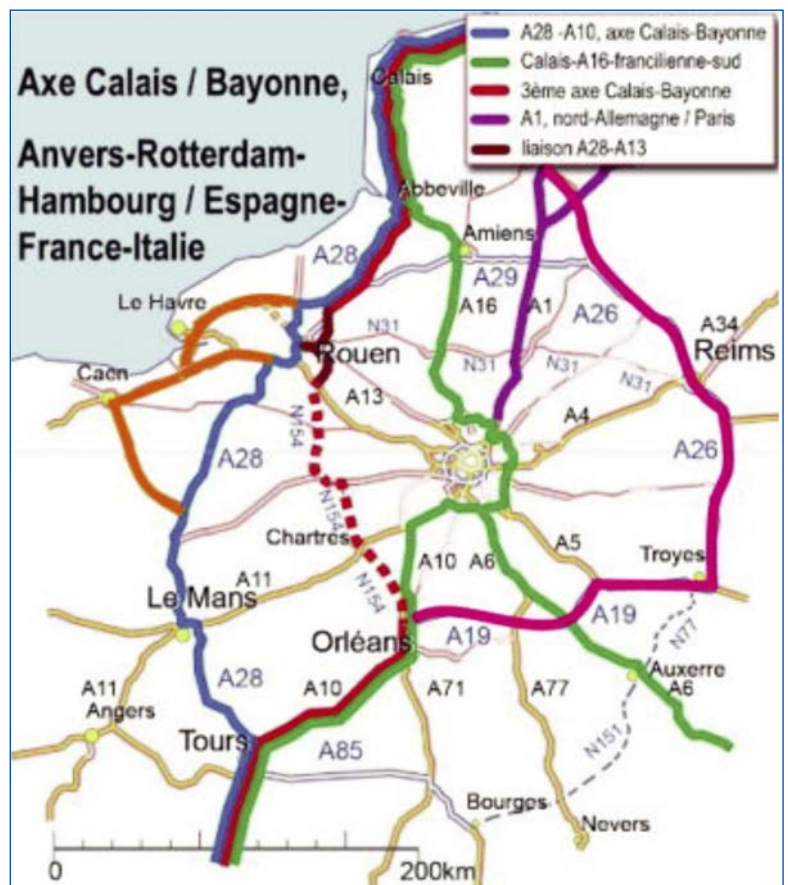 Axe Calais / Bayonne,
Anvers-Rotterdam-
Hambourg / Espagne-
France-Italie
A28 -A10, axe Calais-Bayonne
Calais-A16-francilienne-sud
3ème axe Calais-Bayonne
A1, nord-Allemagne / Paris
liaison A28-A13
Calais
Abbeville
Amiens
A28
A29
Le Havre
A16
A1
A26
A34
N31
Rouen
Reims
N31
N31
N31
Caen
A13
N154
A4
A28
A26
N154
Chartres
A10
A6
A5
Troyes
A11
N154
Le Mans
A19
A19
N77
Orléans
A28
A10
A71
A77
Auxerre
A6
A11
Angers
Tours
A85
N151
Bourges
Nevers
0
200km